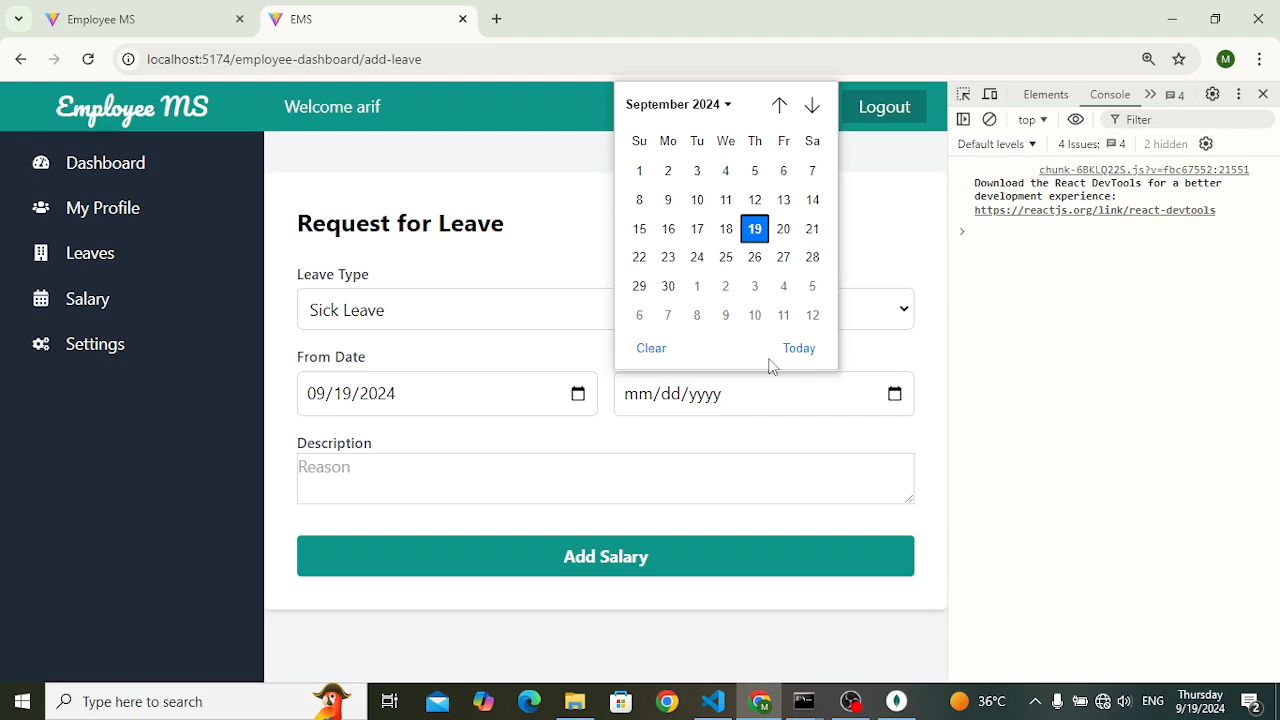 Employee MS
EMS
localhost:5174/employee-dashboard/add-leave
M
Employee MS
Welcome arif
Logout
Dashboard
My Profile
Leaves
Salary
Settings
Request for Leave
Leave Type
Sick Leave
From Date
09/19/2024
mm/dd/yyyy
Description
Reason
Add Salary
September 2024
Su Mo Tu We Th Fr Sa
1 2 3 4 5 6 7
8 9 10 11 12 13 14
15 16 17 18 19 20 21
22 23 24 25 26 27 28
29 30 1 2 3 4 5
6 7 8 9 10 11 12
Clear Today
Elements Console 4
top Filter
Default levels 4 Issues: 4 2 hidden
chunk-6BKLQ22S.js?v=fbc67552:21551
Download the React DevTools for a better
development experience:
https://reactjs.org/link/react-devtools
Type here to search
36°C
ENG
Thursday
9/19/2024
2